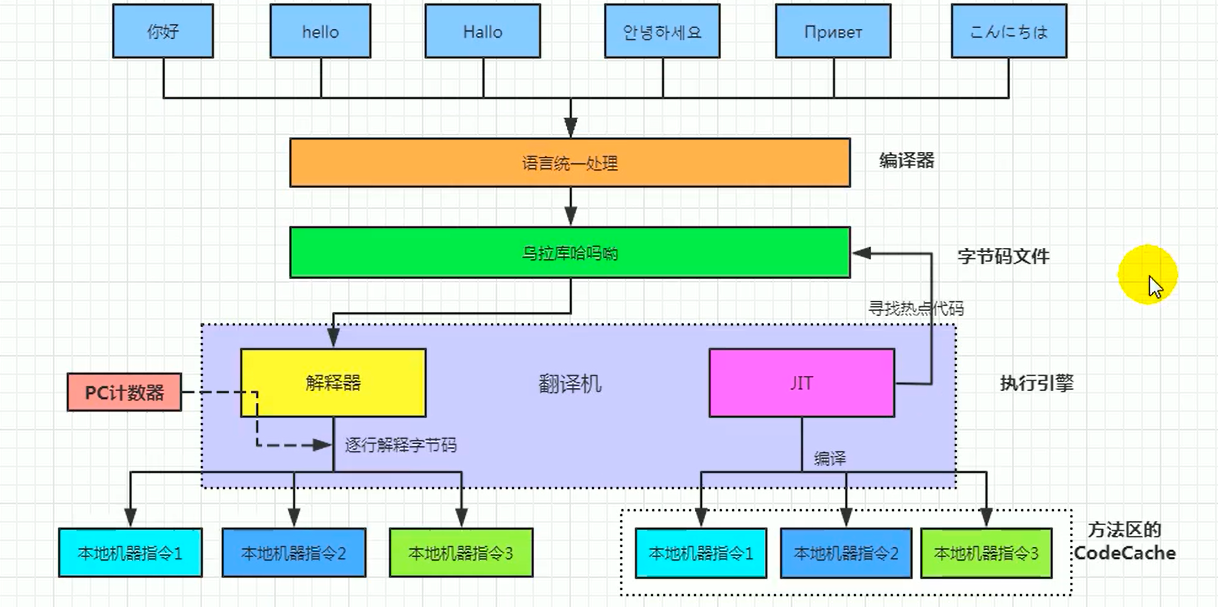 你好
hello
Hallo
안녕하세요
Привет
こんにちは
语言统一处理
编译器
乌拉库哈吗呦
字节码文件
寻找热点代码
解释器
翻译机
JIT
执行引擎
PC计数器
逐行解释字节码
编译
本地机器指令1
本地机器指令2
本地机器指令3
本地机器指令1
本地机器指令2
本地机器指令3
方法区的
CodeCache